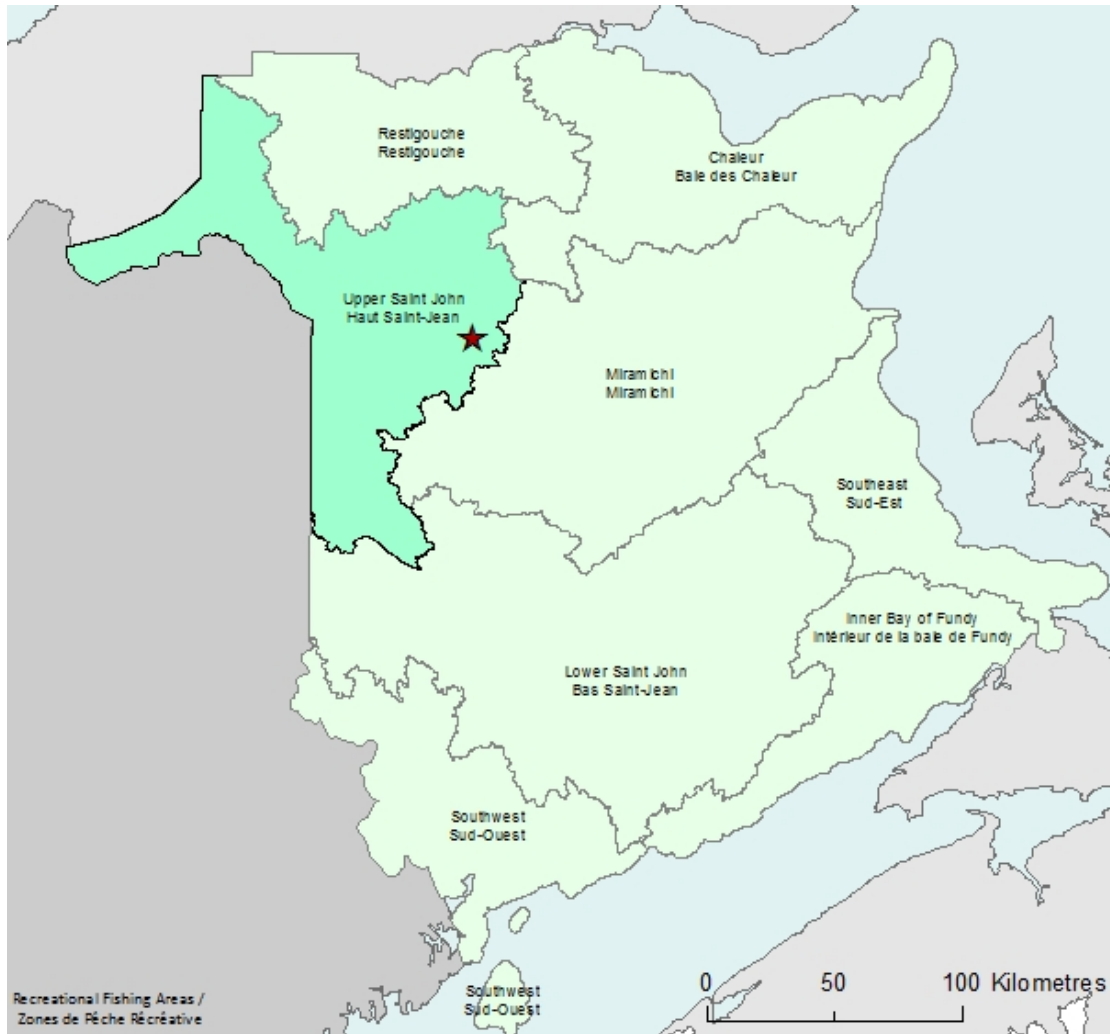 Restigouche
Restigouche
Chaleur
Baie des Chaleur
Upper Saint John
Haut Saint-Jean
Miramichi
Miramichi
Southeast
Sud-Est
Inner Bay of Fundy
Intérieur de la baie de Fundy
Lower Saint John
Bas Saint-Jean
Southwest
Sud-Ouest
Southwest
Sud-Ouest
0 50 100 Kilometres
Recreational Fishing Areas /
Zones de Pêche Récréative